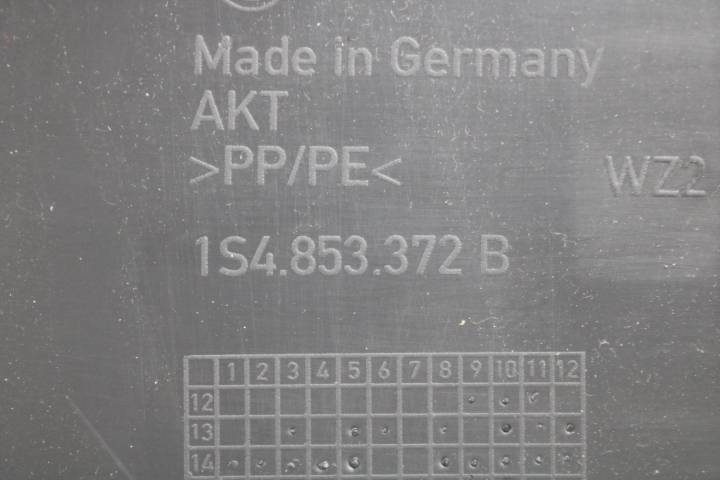 Made in Germany
AKT
>PP/PE<
WZ2
1S4.853.372 B
1 2 3 4 5 6 7 8 9 10 11 12
12
13
14